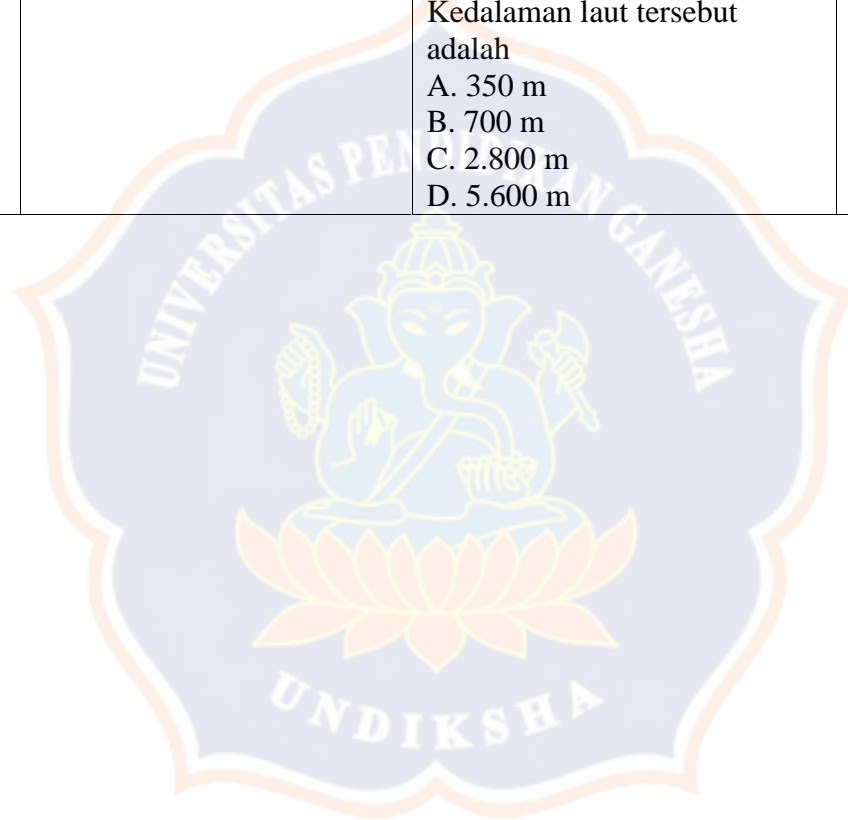 Kedalaman laut tersebut
adalah
A. 350 m
B. 700 m
C. 2.800 m
D. 5.600 m
UNIVERSITAS PENDIDIKAN GANESHA
UNDIKSHA